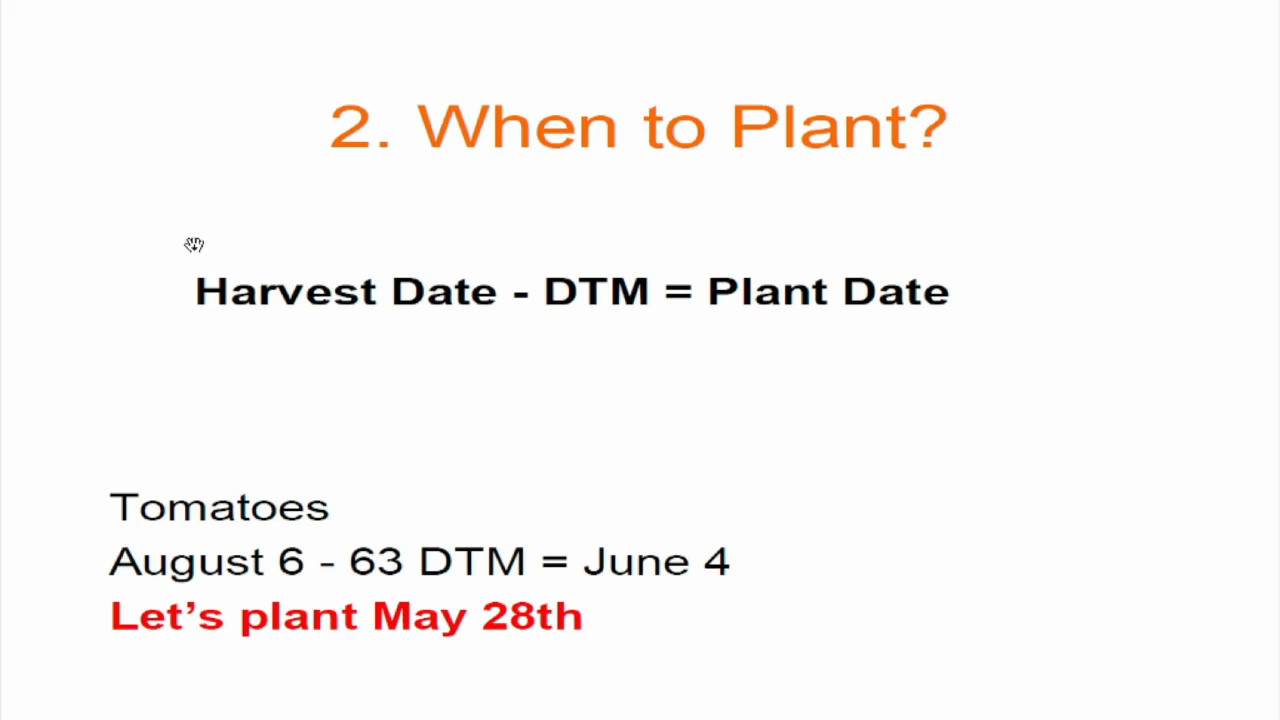 2. When to Plant?
Harvest Date - DTM = Plant Date
Tomatoes
August 6 - 63 DTM = June 4
Let’s plant May 28th